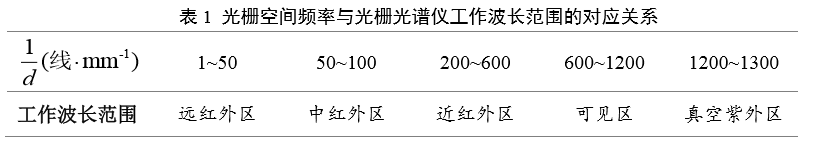 表 1 光栅空间频率与光栅光谱仪工作波长范围的对应关系
1/d (线·mm⁻¹) 1~50 50~100 200~600 600~1200 1200~1300
工作波长范围 远红外区 中红外区 近红外区 可见区 真空紫外区